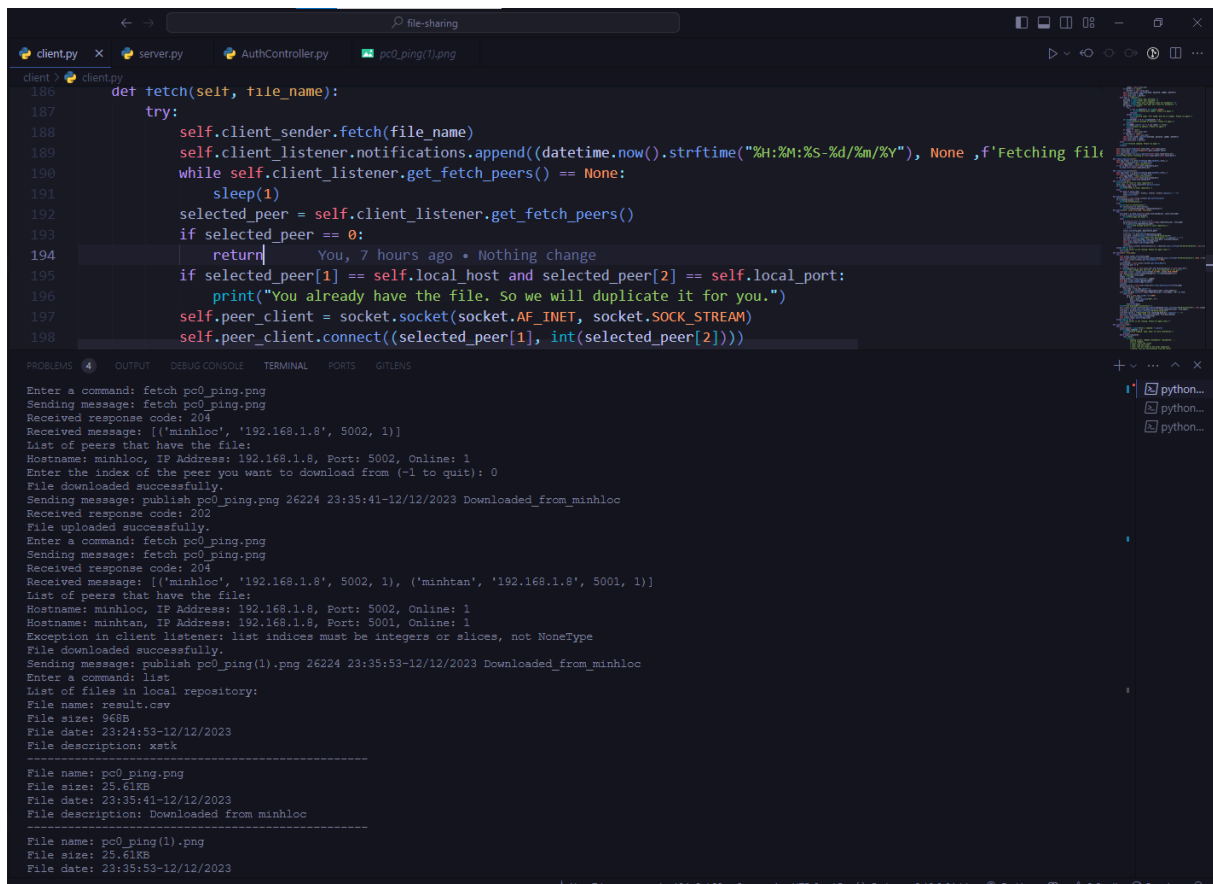 file-sharing
client.py
server.py
AuthController.py
pc0_ping(1).png
client > client.py
186 def fetch(self, file_name):
187 try:
188 self.client_sender.fetch(file_name)
189 self.client_listener.notifications.append((datetime.now().strftime("%H:%M:%S-%d/%m/%Y"), None ,f'Fetching file
190 while self.client_listener.get_fetch_peers() == None:
191 sleep(1)
192 selected_peer = self.client_listener.get_fetch_peers()
193 if selected_peer == 0:
194 return You, 7 hours ago • Nothing change
195 if selected_peer[1] == self.local_host and selected_peer[2] == self.local_port:
196 print("You already have the file. So we will duplicate it for you.")
197 self.peer_client = socket.socket(socket.AF_INET, socket.SOCK_STREAM)
198 self.peer_client.connect((selected_peer[1], int(selected_peer[2])))
PROBLEMS 4 OUTPUT DEBUG CONSOLE TERMINAL PORTS GITLENS
python...
python...
python...
Enter a command: fetch pc0_ping.png
Sending message: fetch pc0_ping.png
Received response code: 204
Received message: [('minhloc', '192.168.1.8', 5002, 1)]
List of peers that have the file:
Hostname: minhloc, IP Address: 192.168.1.8, Port: 5002, Online: 1
Enter the index of the peer you want to download from (-1 to quit): 0
File downloaded successfully.
Sending message: publish pc0_ping.png 26224 23:35:41-12/12/2023 Downloaded_from_minhloc
Received response code: 202
File uploaded successfully.
Enter a command: fetch pc0_ping.png
Sending message: fetch pc0_ping.png
Received response code: 204
Received message: [('minhloc', '192.168.1.8', 5002, 1), ('minhtan', '192.168.1.8', 5001, 1)]
List of peers that have the file:
Hostname: minhloc, IP Address: 192.168.1.8, Port: 5002, Online: 1
Hostname: minhtan, IP Address: 192.168.1.8, Port: 5001, Online: 1
Exception in client listener: list indices must be integers or slices, not NoneType
File downloaded successfully.
Sending message: publish pc0_ping(1).png 26224 23:35:53-12/12/2023 Downloaded_from_minhloc
Enter a command: list
List of files in local repository:
File name: result.csv
File size: 968B
File date: 23:24:53-12/12/2023
File description: xstk
--------------------------------------------------
File name: pc0_ping.png
File size: 25.61KB
File date: 23:35:41-12/12/2023
File description: Downloaded from minhloc
--------------------------------------------------
File name: pc0_ping(1).png
File size: 25.61KB
File date: 23:35:53-12/12/2023